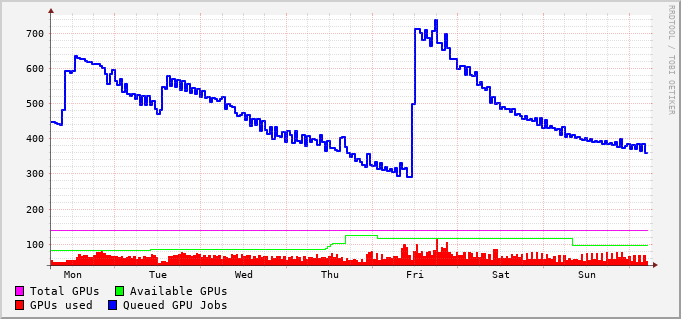 RRDTOOL / TOBI OETIKER
700
600
500
400
300
200
100
Mon Tue Wed Thu Fri Sat Sun
Total GPUs Available GPUs
GPUs used Queued GPU Jobs